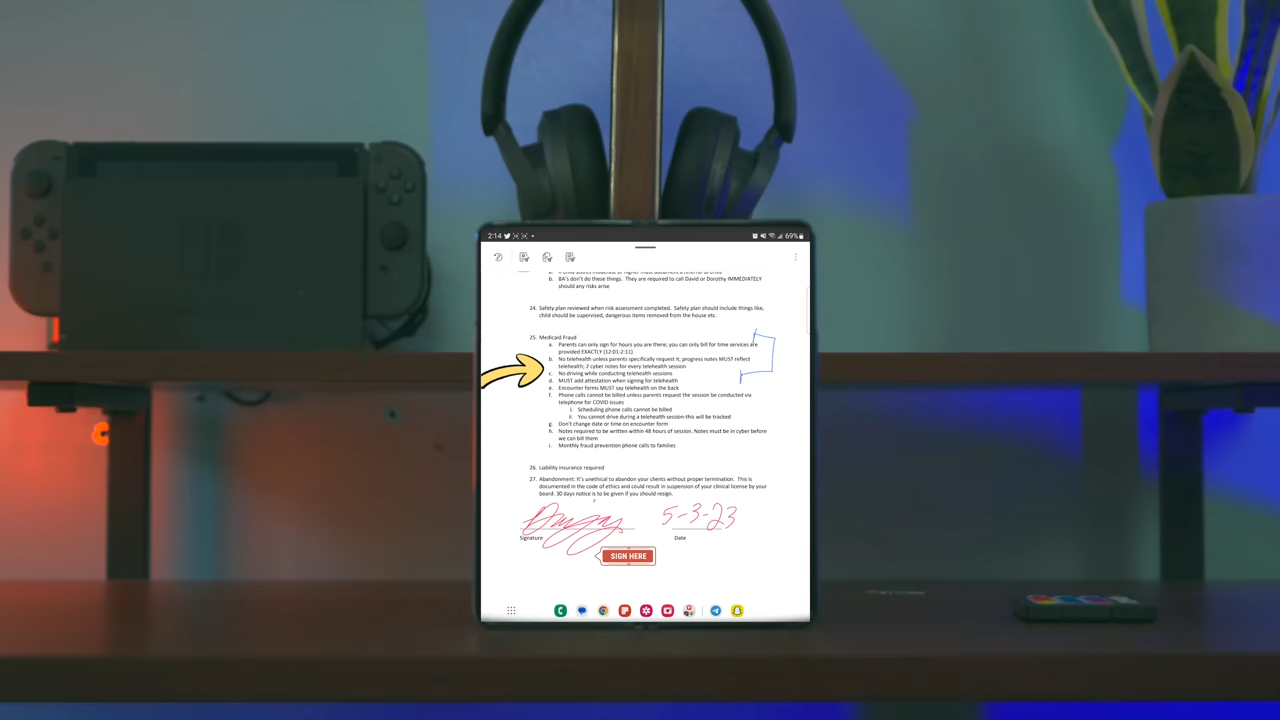 2:14
69%
a. If child scores moderate or higher must document a referral to crisis
b. BA's don't do these things. They are required to call David or Dorothy IMMEDIATELY
should any risks arise
24. Safety plan reviewed when risk assessment completed. Safety plan should include things like,
child should be supervised, dangerous items removed from the house etc.
25. Medicaid Fraud
a. Parents can only sign for hours you are there; you can only bill for time services are
provided EXACTLY (12:01-2:11)
b. No telehealth unless parents specifically request it; progress notes MUST reflect
telehealth; 2 cyber notes for every telehealth session
c. No driving while conducting telehealth sessions
d. MUST add attestation when signing for telehealth
e. Encounter forms MUST say telehealth on the back
f. Phone calls cannot be billed unless parents request the session be conducted via
telephone for COVID issues
i. Scheduling phone calls cannot be billed
ii. You cannot drive during a telehealth session-this will be tracked
g. Don't change date or time on encounter form
h. Notes required to be written within 48 hours of session. Notes must be in cyber before
we can bill them
i. Monthly fraud prevention phone calls to families
26. Liability insurance required
27. Abandonment: It's unethical to abandon your clients without proper termination. This is
documented in the code of ethics and could result in suspension of your clinical license by your
board. 30 days notice is to be given if you should resign.
5-3-23
Signature Date
SIGN HERE